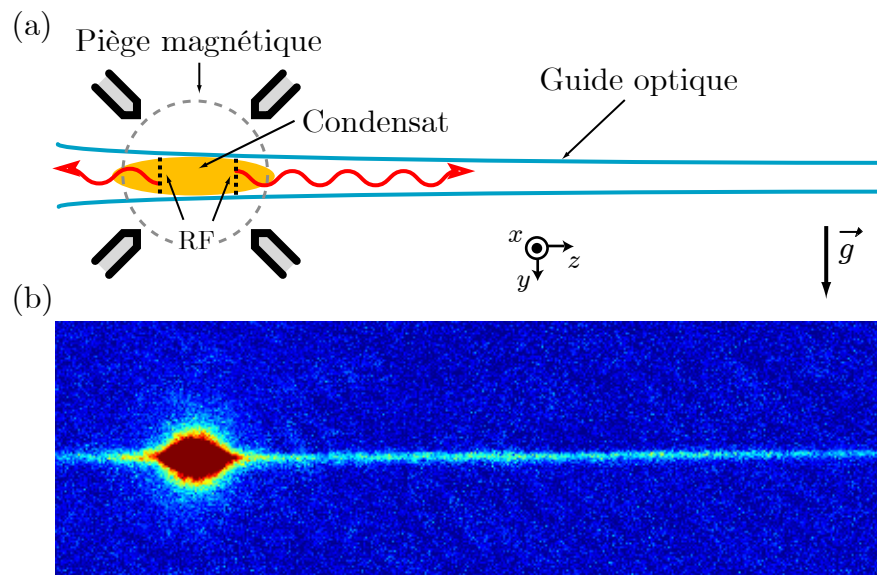 (a)
Piège magnétique
Guide optique
Condensat
RF
x
z
y
g
(b)